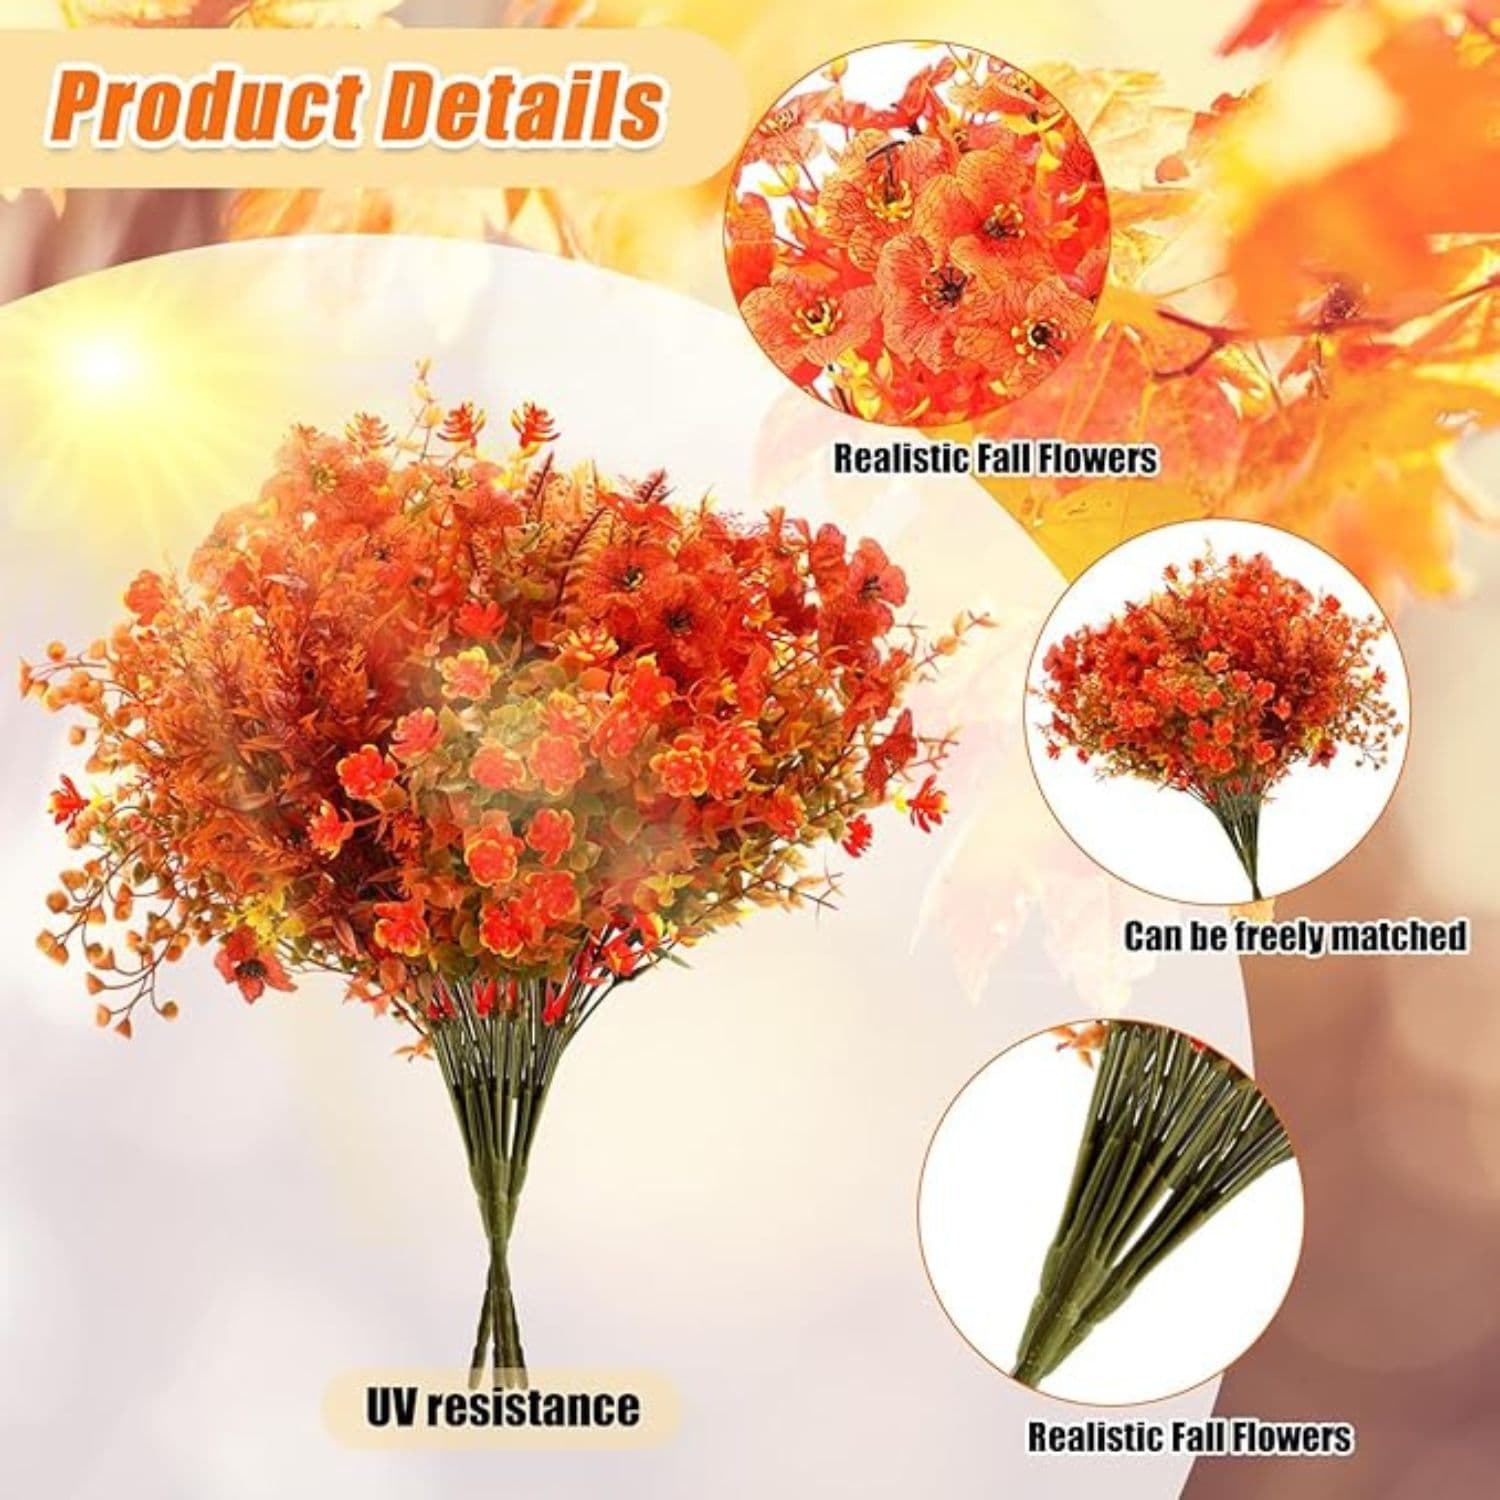 Product Details
Realistic Fall Flowers
Can be freely matched
UV resistance
Realistic Fall Flowers